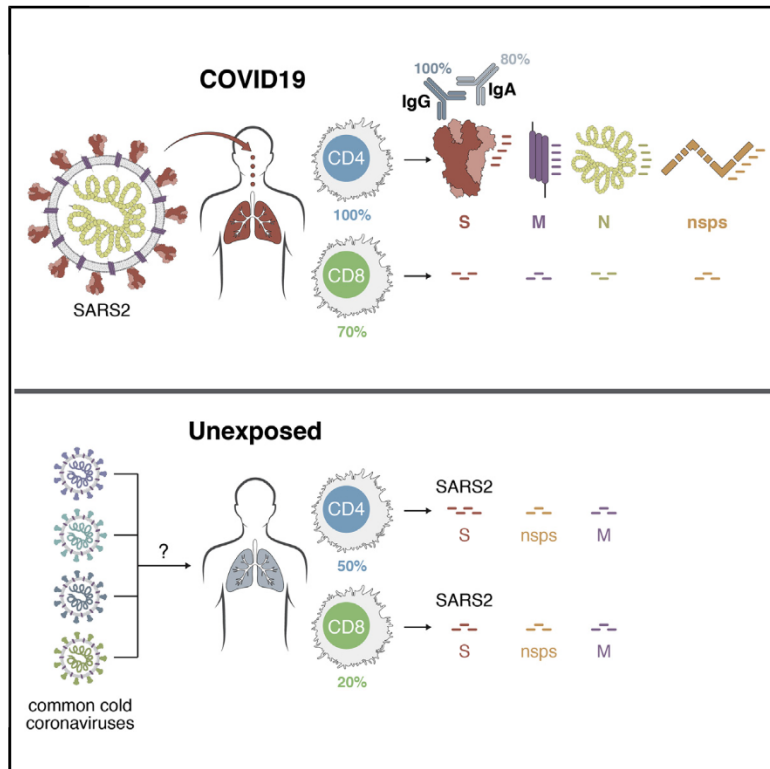 COVID19
100%
80%
IgG
IgA
CD4
100%
S
M
N
nsps
CD8
70%
SARS2
Unexposed
CD4
50%
SARS2
S
nsps
M
?
CD8
20%
SARS2
S
nsps
M
common cold
coronaviruses